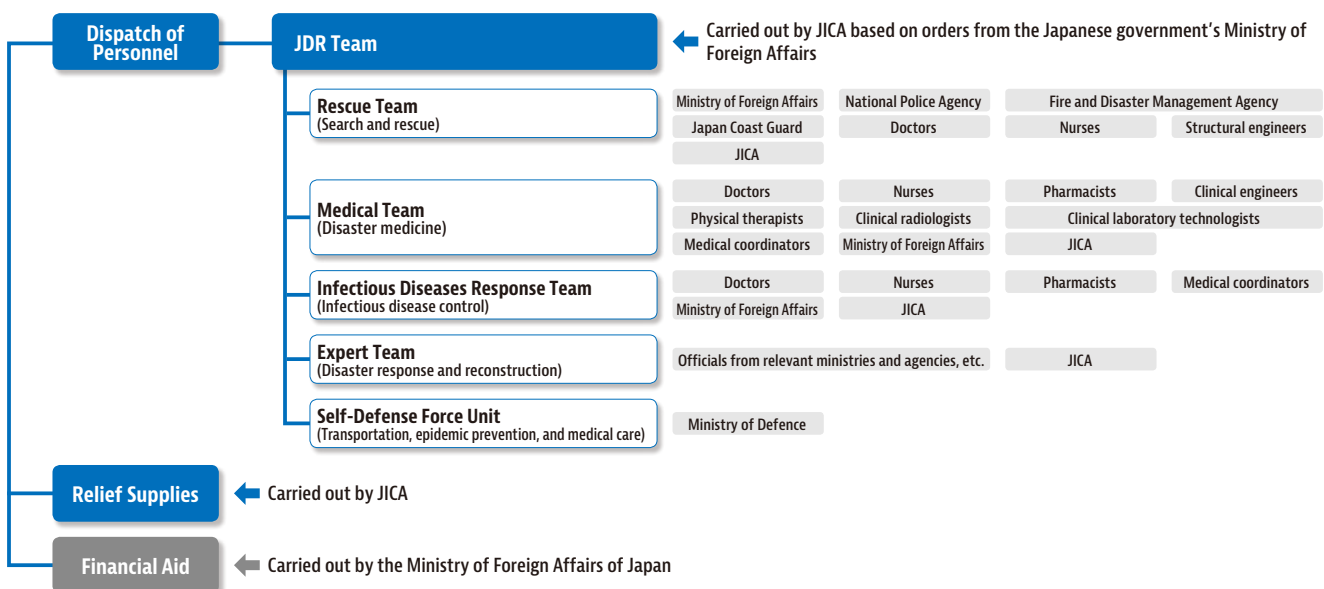 Dispatch of
Personnel
JDR Team
Carried out by JICA based on orders from the Japanese government's Ministry of
Foreign Affairs
Rescue Team
(Search and rescue)
Ministry of Foreign Affairs
National Police Agency
Fire and Disaster Management Agency
Japan Coast Guard
Doctors
Nurses
Structural engineers
JICA
Medical Team
(Disaster medicine)
Doctors
Nurses
Pharmacists
Clinical engineers
Physical therapists
Clinical radiologists
Clinical laboratory technologists
Medical coordinators
Ministry of Foreign Affairs
JICA
Infectious Diseases Response Team
(Infectious disease control)
Doctors
Nurses
Pharmacists
Medical coordinators
Ministry of Foreign Affairs
JICA
Expert Team
(Disaster response and reconstruction)
Officials from relevant ministries and agencies, etc.
JICA
Self-Defense Force Unit
(Transportation, epidemic prevention, and medical care)
Ministry of Defence
Relief Supplies
Carried out by JICA
Financial Aid
Carried out by the Ministry of Foreign Affairs of Japan